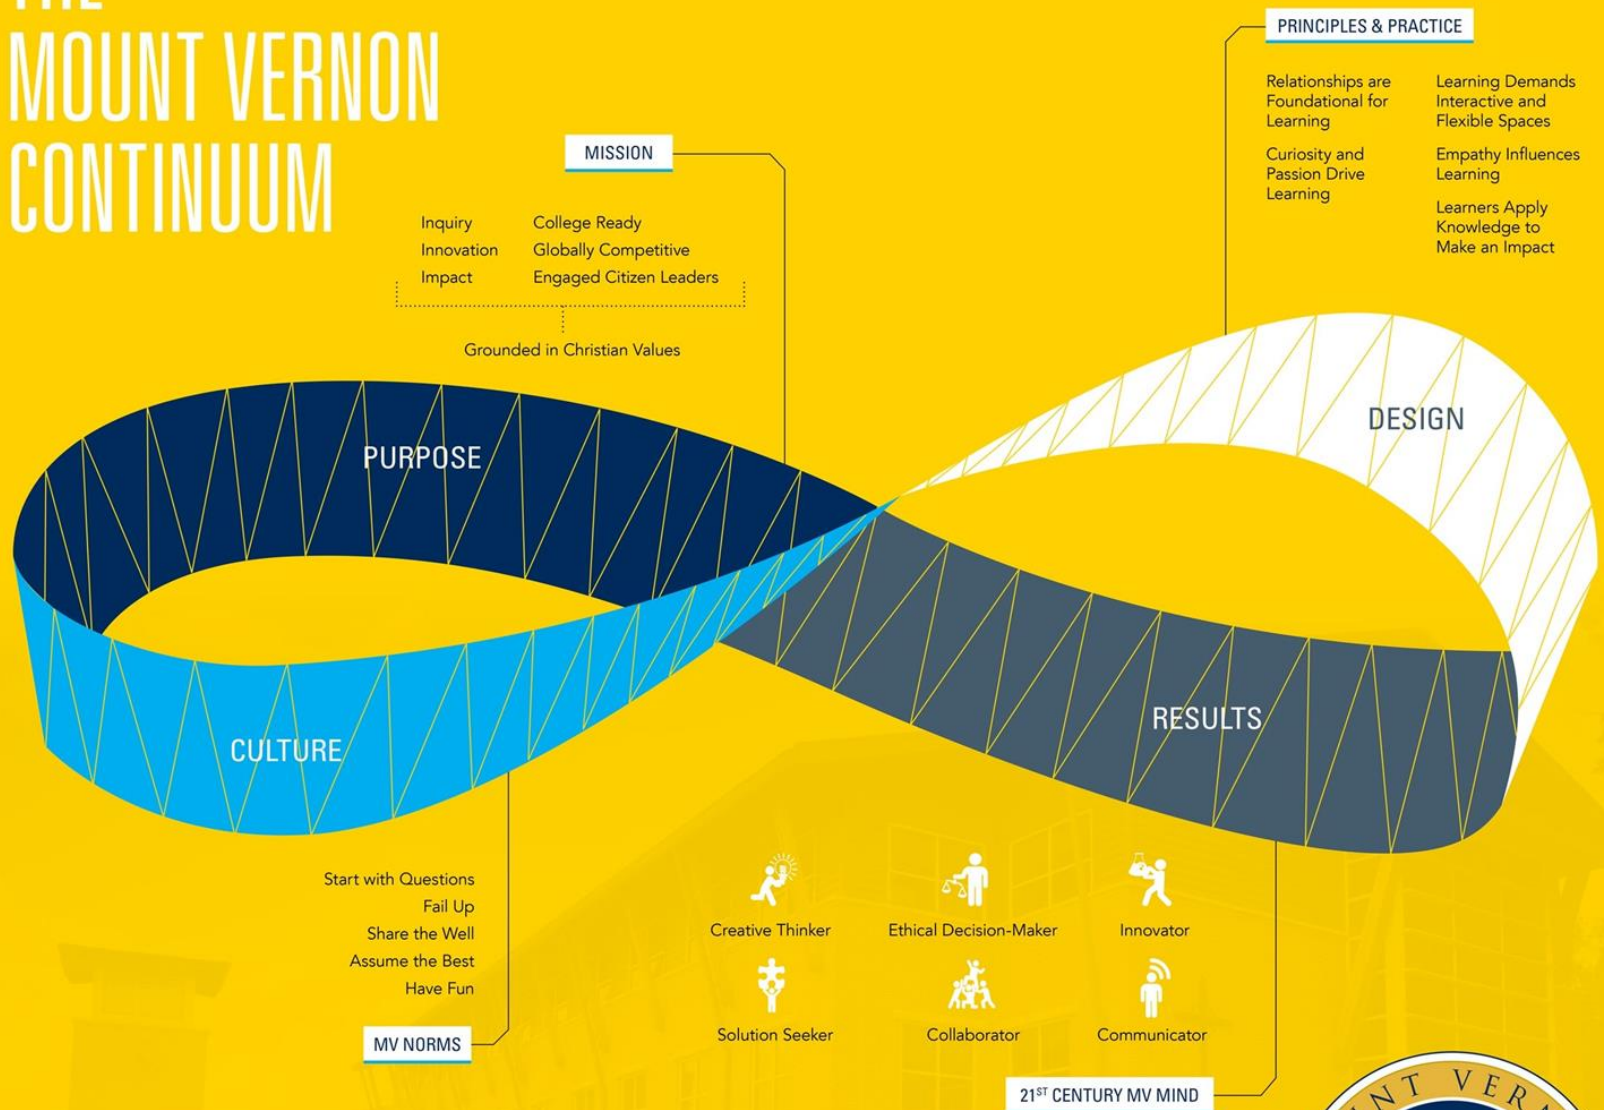 THE
MOUNT VERNON
CONTINUUM
MISSION
Inquiry
Innovation
Impact
College Ready
Globally Competitive
Engaged Citizen Leaders
Grounded in Christian Values
PRINCIPLES & PRACTICE
Relationships are
Foundational for
Learning
Curiosity and
Passion Drive
Learning
Learning Demands
Interactive and
Flexible Spaces
Empathy Influences
Learning
Learners Apply
Knowledge to
Make an Impact
PURPOSE
DESIGN
CULTURE
RESULTS
Start with Questions
Fail Up
Share the Well
Assume the Best
Have Fun
MV NORMS
Creative Thinker
Ethical Decision-Maker
Innovator
Solution Seeker
Collaborator
Communicator
21ST CENTURY MV MIND